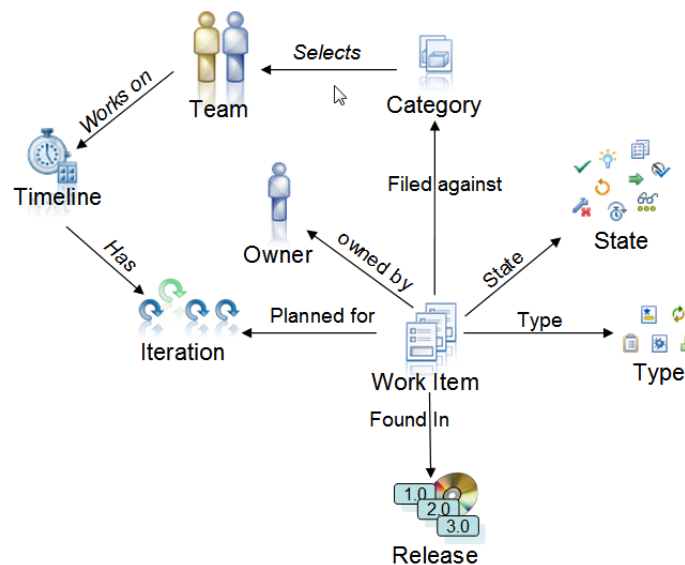 Selects
Team
Category
Works on
Timeline
Filed against
Owner
owned by
State
State
Has
Planned for
Type
Iteration
Work Item
Type
Found In
1.0
2.0
3.0
Release